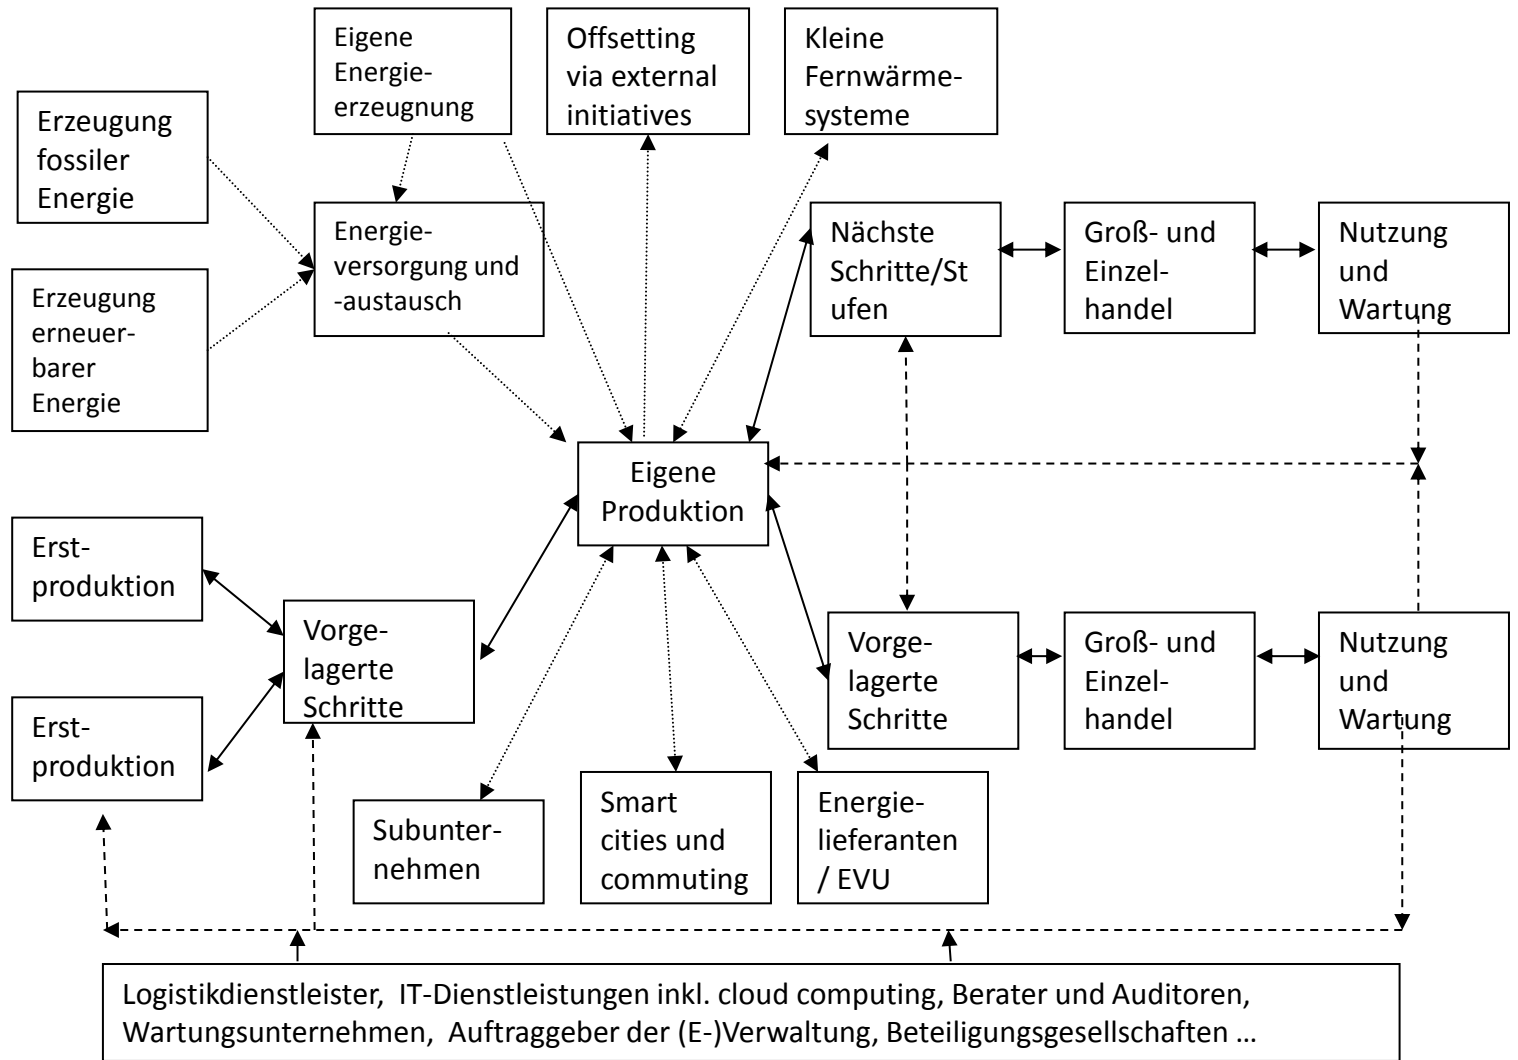 Eigene
Energie-
erzeugnung
Offsetting
via external
initiatives
Kleine
Fernwärme-
systeme
Erzeugung
fossiler
Energie
Energie-
versorgung und
-austausch
Nächste
Schritte/St
ufen
Groß- und
Einzel-
handel
Nutzung
und
Wartung
Erzeugung
erneuer-
barer
Energie
Eigene
Produktion
Erst-
produktion
Vorge-
lagerte
Schritte
Vorge-
lagerte
Schritte
Groß- und
Einzel-
handel
Nutzung
und
Wartung
Erst-
produktion
Subunter-
nehmen
Smart
cities und
commuting
Energie-
lieferanten
/ EVU
Logistikdienstleister, IT-Dienstleistungen inkl. cloud computing, Berater und Auditoren,
Wartungsunternehmen, Auftraggeber der (E-)Verwaltung, Beteiligungsgesellschaften ...